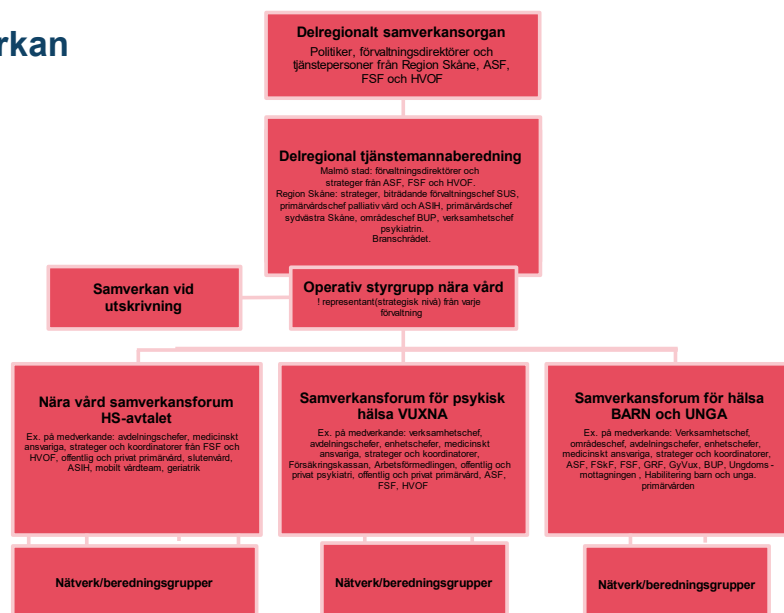 rkan
Delregionalt samverkansorgan
Politiker, förvaltningsdirektörer och
tjänstepersoner från Region Skåne, ASF,
FSF och HVOF
Delregional tjänstemannaberedning
Malmö stad: förvaltningsdirektörer och
strateger från ASF, FSF och HVOF.
Region Skåne: strateger, biträdande förvaltningschef SUS,
primärvårdschef palliativ vård och ASIH, primärvårdschef
sydvästra Skåne, områdeschef BUP, verksamhetschef
psykiatrin.
Branschrådet.
Samverkan vid
utskrivning
Operativ styrgrupp nära vård
! representant(strategisk nivå) från varje
förvaltning
Nära vård samverkansforum
HS-avtalet
Ex. på medverkande: avdelningschefer, medicinskt
ansvariga, strateger och koordinatorer från FSF och
HVOF, offentlig och privat primärvård, slutenvård,
ASIH, mobilt vårdteam, geriatrik
Samverkansforum för psykisk
hälsa VUXNA
Ex. på medverkande: verksamhetschef,
avdelningschefer, enhetschefer, medicinskt
ansvariga, strateger och koordinatorer,
Försäkringskassan, Arbetsförmedlingen, offentlig och
privat psykiatri, offentlig och privat primärvård, ASF,
FSF, HVOF
Samverkansforum för hälsa
BARN och UNGA
Ex. på medverkande: Verksamhetschef,
områdeschef, avdelningschefer, enhetschefer,
medicinskt ansvariga, strateger och koordinatorer,
ASF, FSkF, FSF, GRF, GyVux, BUP, Ungdoms-
mottagningen , Habilitering barn och unga.
primärvården
Nätverk/beredningsgrupper
Nätverk/beredningsgrupper
Nätverk/beredningsgrupper